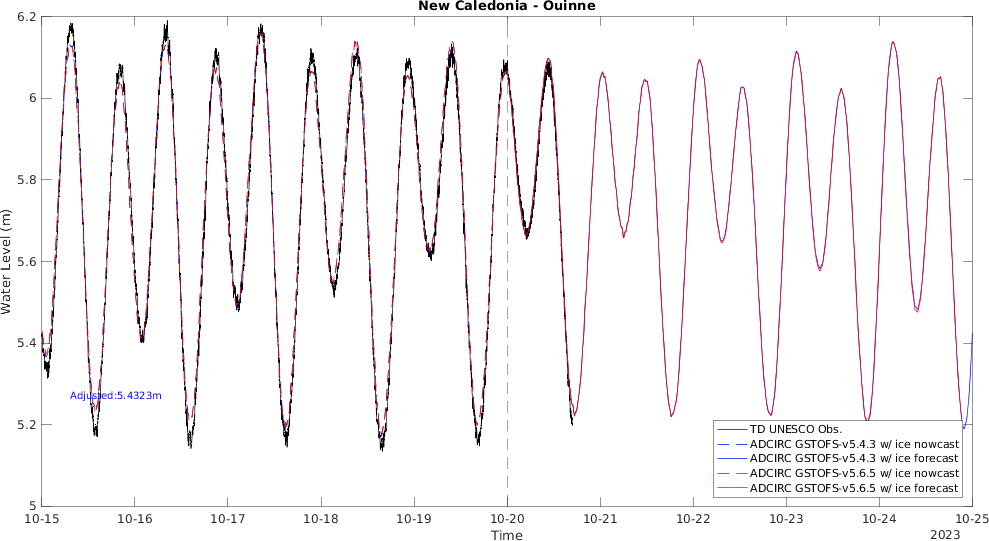 New Caledonia - Ouinne
6.2
6
5.8
5.6
5.4
5.2
5
Water Level (m)
Adjusted:5.4323m
TD UNESCO Obs.
ADCIRC GSTOFS-v5.4.3 w/ ice nowcast
ADCIRC GSTOFS-v5.4.3 w/ ice forecast
ADCIRC GSTOFS-v5.6.5 w/ ice nowcast
ADCIRC GSTOFS-v5.6.5 w/ ice forecast
10-15 10-16 10-17 10-18 10-19 10-20 10-21 10-22 10-23 10-24 10-25
Time
2023